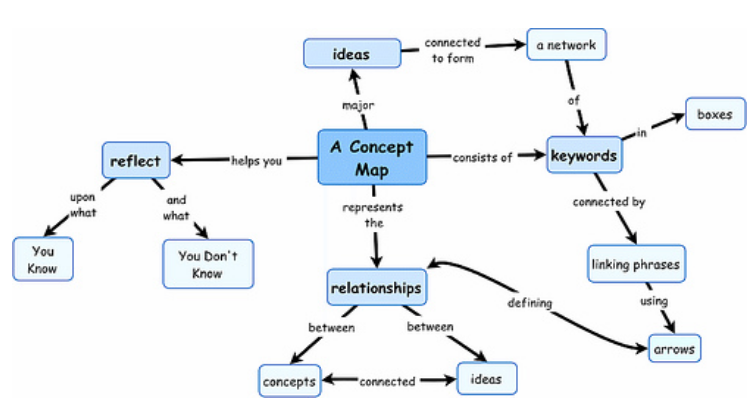 ideas
connected
to form
a network
major
of
boxes
in
A Concept
Map
reflect
helps you
consists of
keywords
upon
what
and
what
represents
the
connected by
You
Know
You Don't
Know
linking phrases
relationships
defining
using
between
between
arrows
concepts
connected
ideas